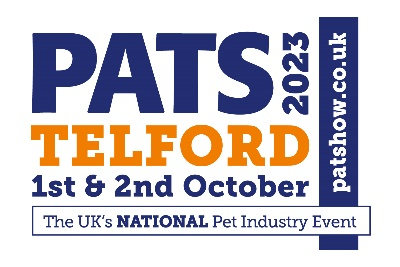 PATS 2023
TELFORD
1st & 2nd October
The UK's NATIONAL Pet Industry Event
patshow.co.uk